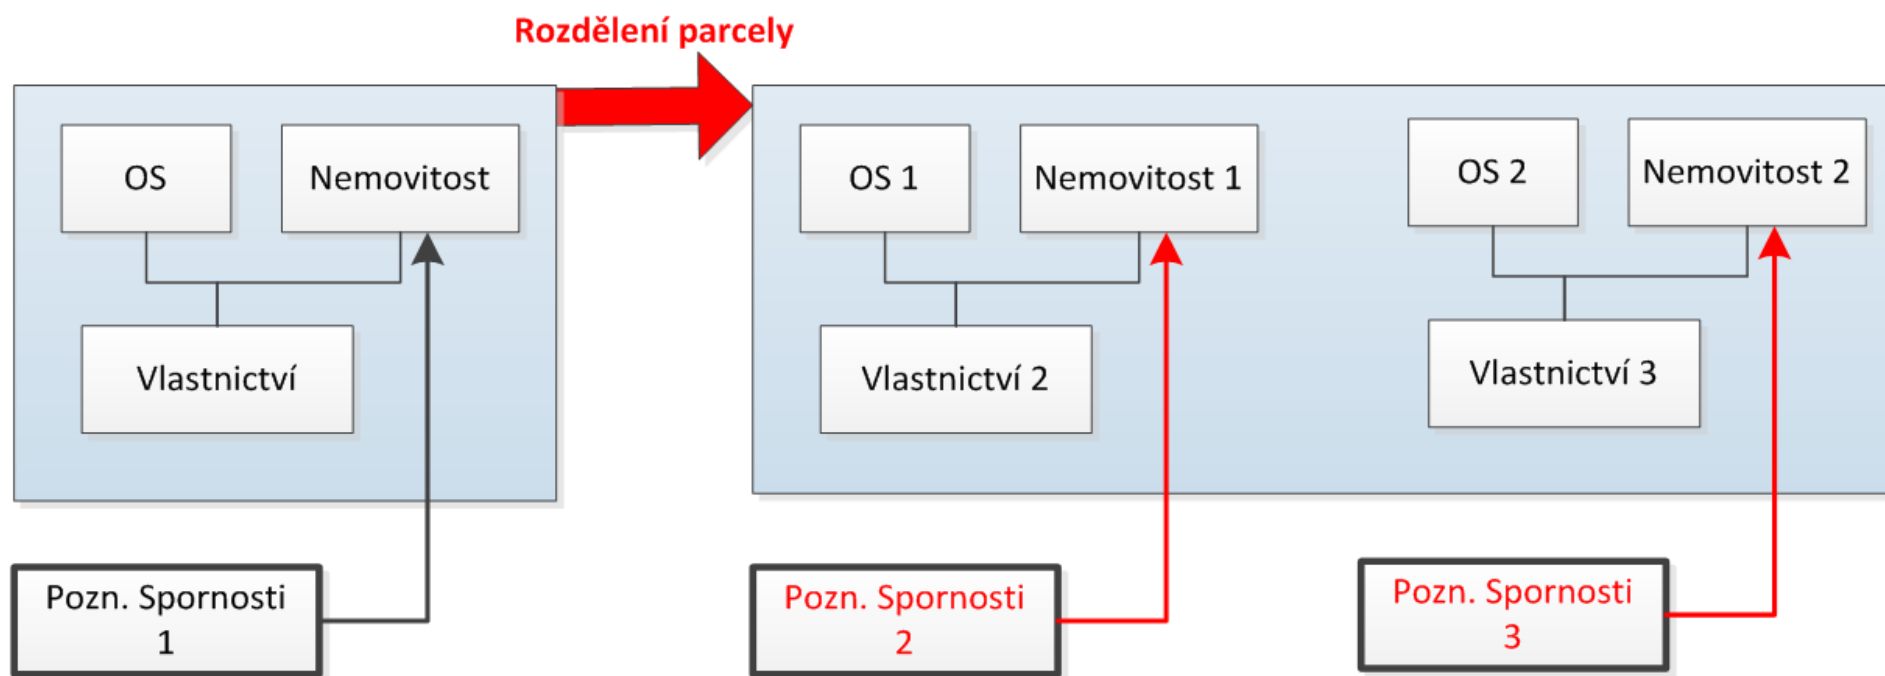 Rozdělení parcely
OS
Nemovitost
Vlastnictví
Pozn. Spornosti
1
OS 1
Nemovitost 1
Vlastnictví 2
Pozn. Spornosti
2
OS 2
Nemovitost 2
Vlastnictví 3
Pozn. Spornosti
3